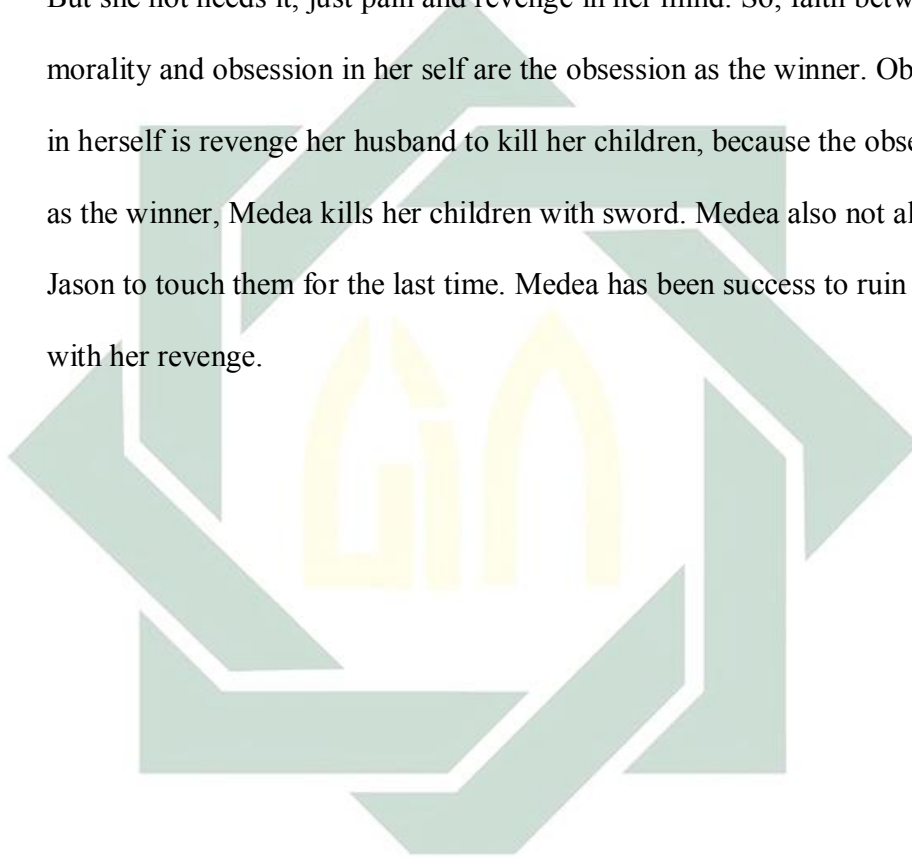 But she not needs it, just pain and revenge in her mind. So, faith
morality and obsession in her self are the obsession as the winner.
in herself is revenge her husband to kill her children, because the
as the winner, Medea kills her children with sword. Medea also not
Jason to touch them for the last time. Medea has been success to ruin
with her revenge.